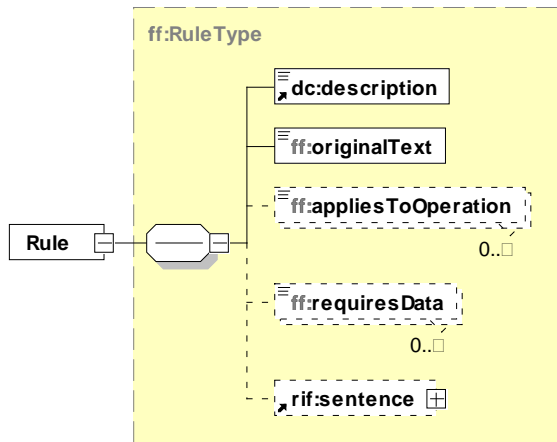 ff:RuleType
dc:description
ff:originalText
ff:appliesToOperation
0..□
Rule
ff:requiresData
0..□
rif:sentence